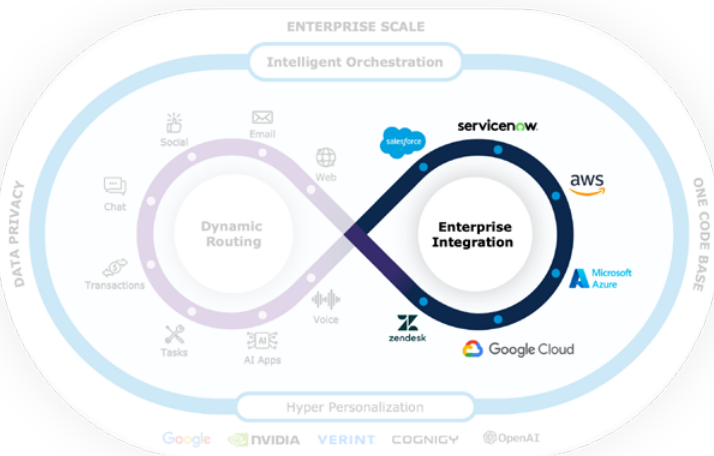 ENTERPRISE SCALE
Intelligent Orchestration
DATA PRIVACY
ONE CODE BASE
Social
Email
Web
Chat
Dynamic
Routing
Transactions
Tasks
AI
AI Apps
Voice
salesforce
servicenow
aws
Enterprise
Integration
Microsoft
Azure
zendesk
Google Cloud
Hyper Personalization
Google
NVIDIA
VERINT
COGNIGY
OpenAI